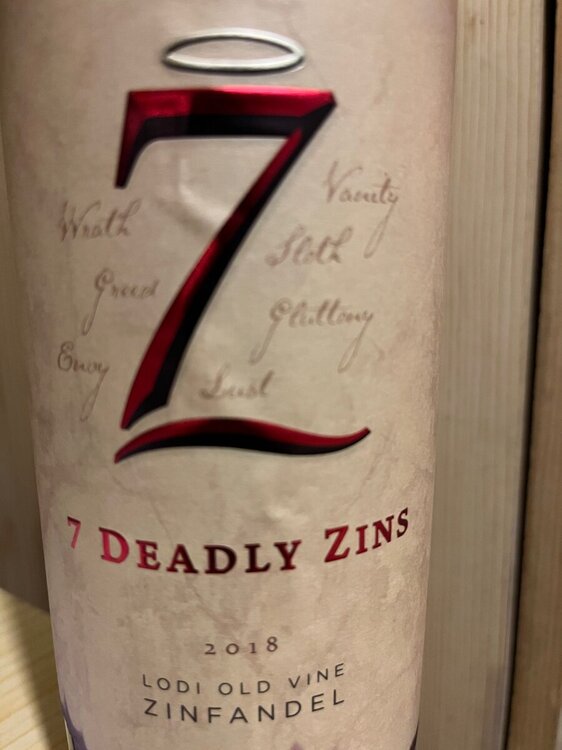 7
Vanity
Wrath
Sloth
Greed
Gluttony
Envy
Lust
7 DEADLY ZINS
2018
LODI OLD VINE
ZINFANDEL